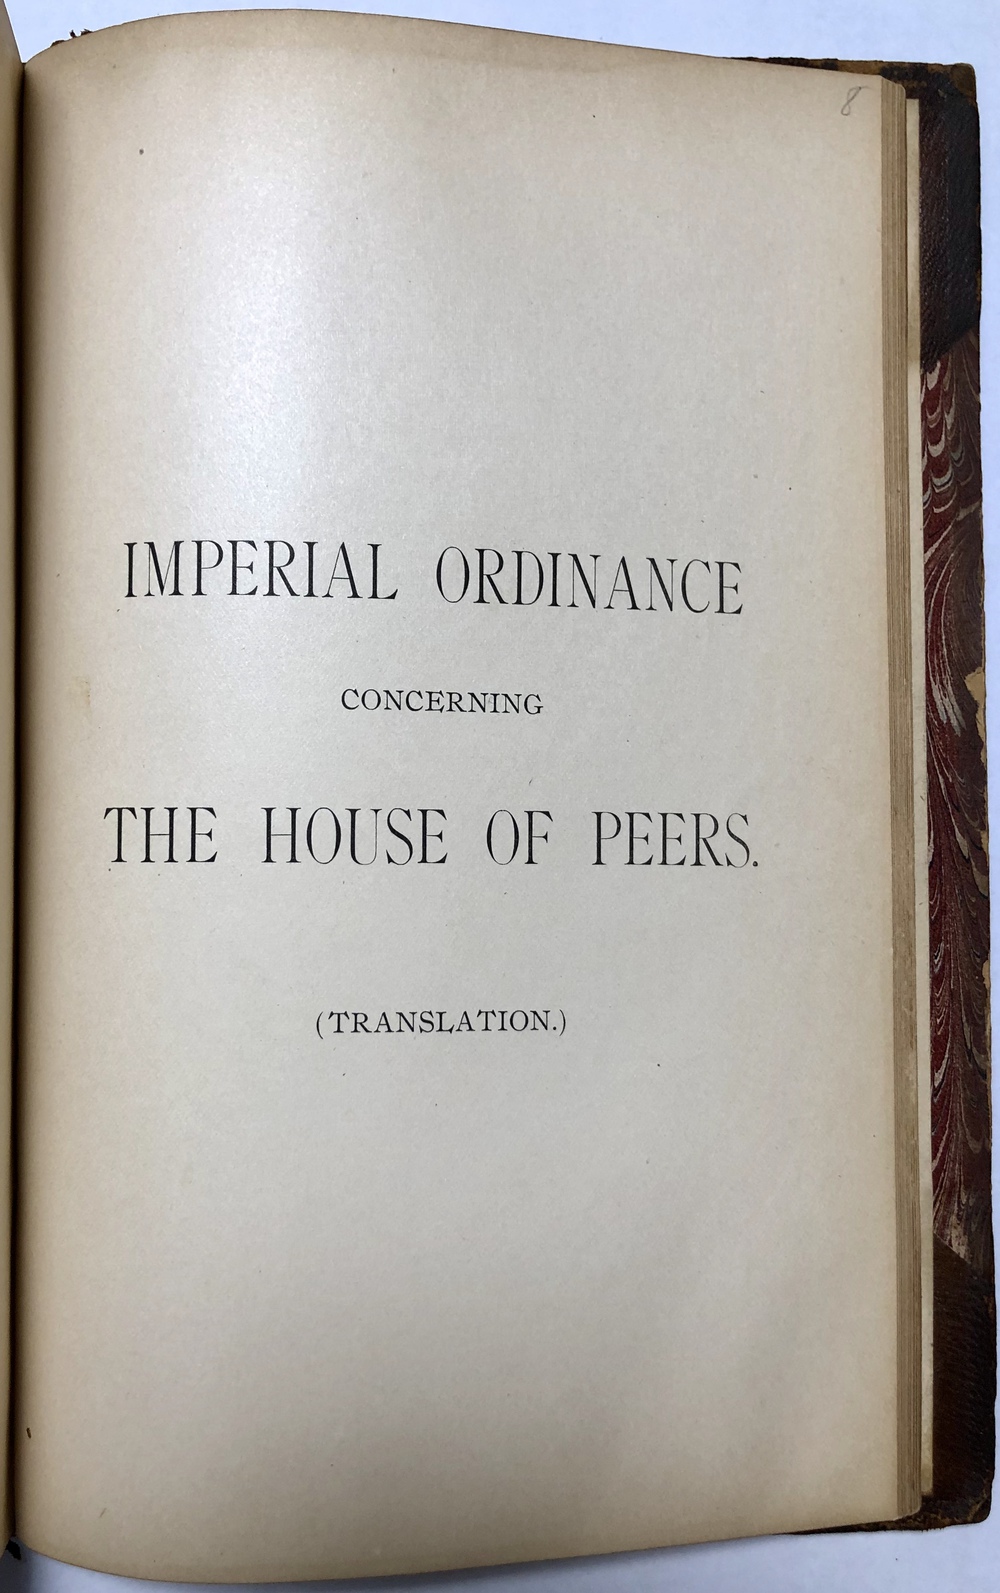 8
IMPERIAL ORDINANCE
CONCERNING
THE HOUSE OF PEERS.
(TRANSLATION.)